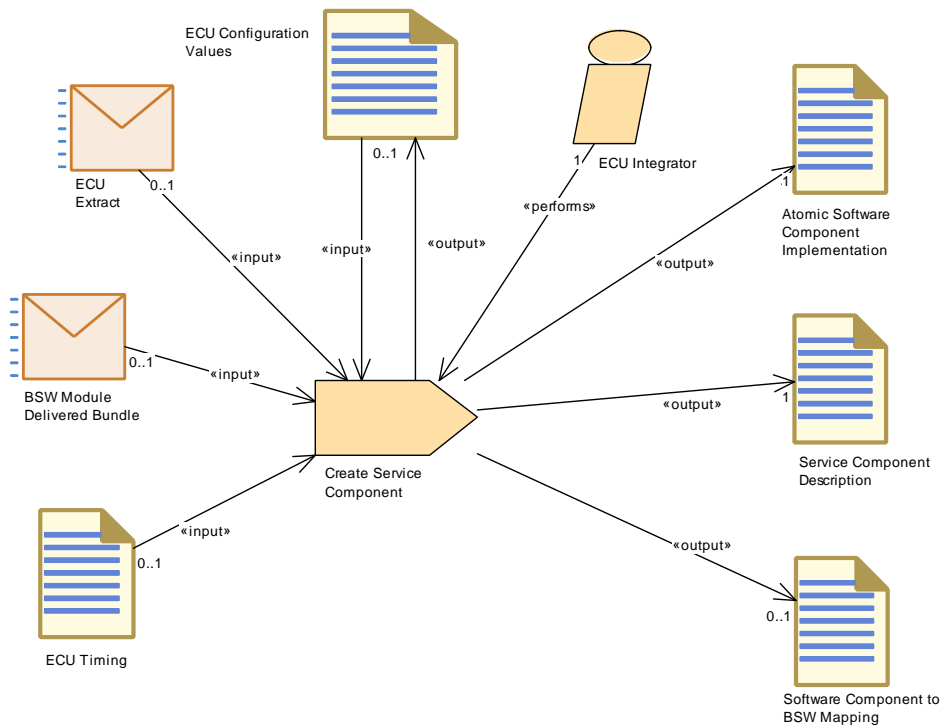 ECU Configuration
Values
0..1
ECU
Extract
0..1
1
ECU Integrator
1
Atomic Software
Component
Implementation
«performs»
«input»
«input»
«output»
«output»
BSW Module
Delivered Bundle
0..1
«input»
«output»
1
Create Service
Component
Service Component
Description
«input»
0..1
ECU Timing
«output»
0..1
Software Component to
BSW Mapping